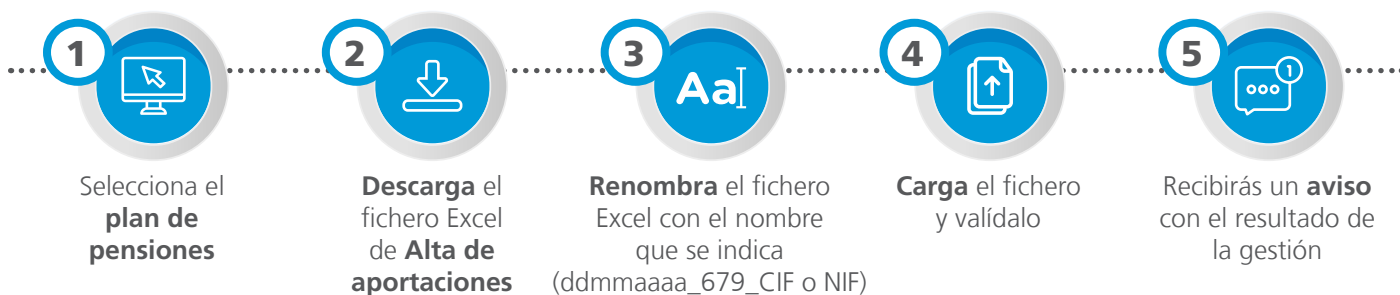 1
Selecciona el
plan de
pensiones
2
Descarga el
fichero Excel
de Alta de
aportaciones
3
Aa
Renombra el fichero
Excel con el nombre
que se indica
(ddmmaaaa_679_CIF o NIF)
4
Carga el fichero
y valídalo
5
1
Recibirás un aviso
con el resultado de
la gestión